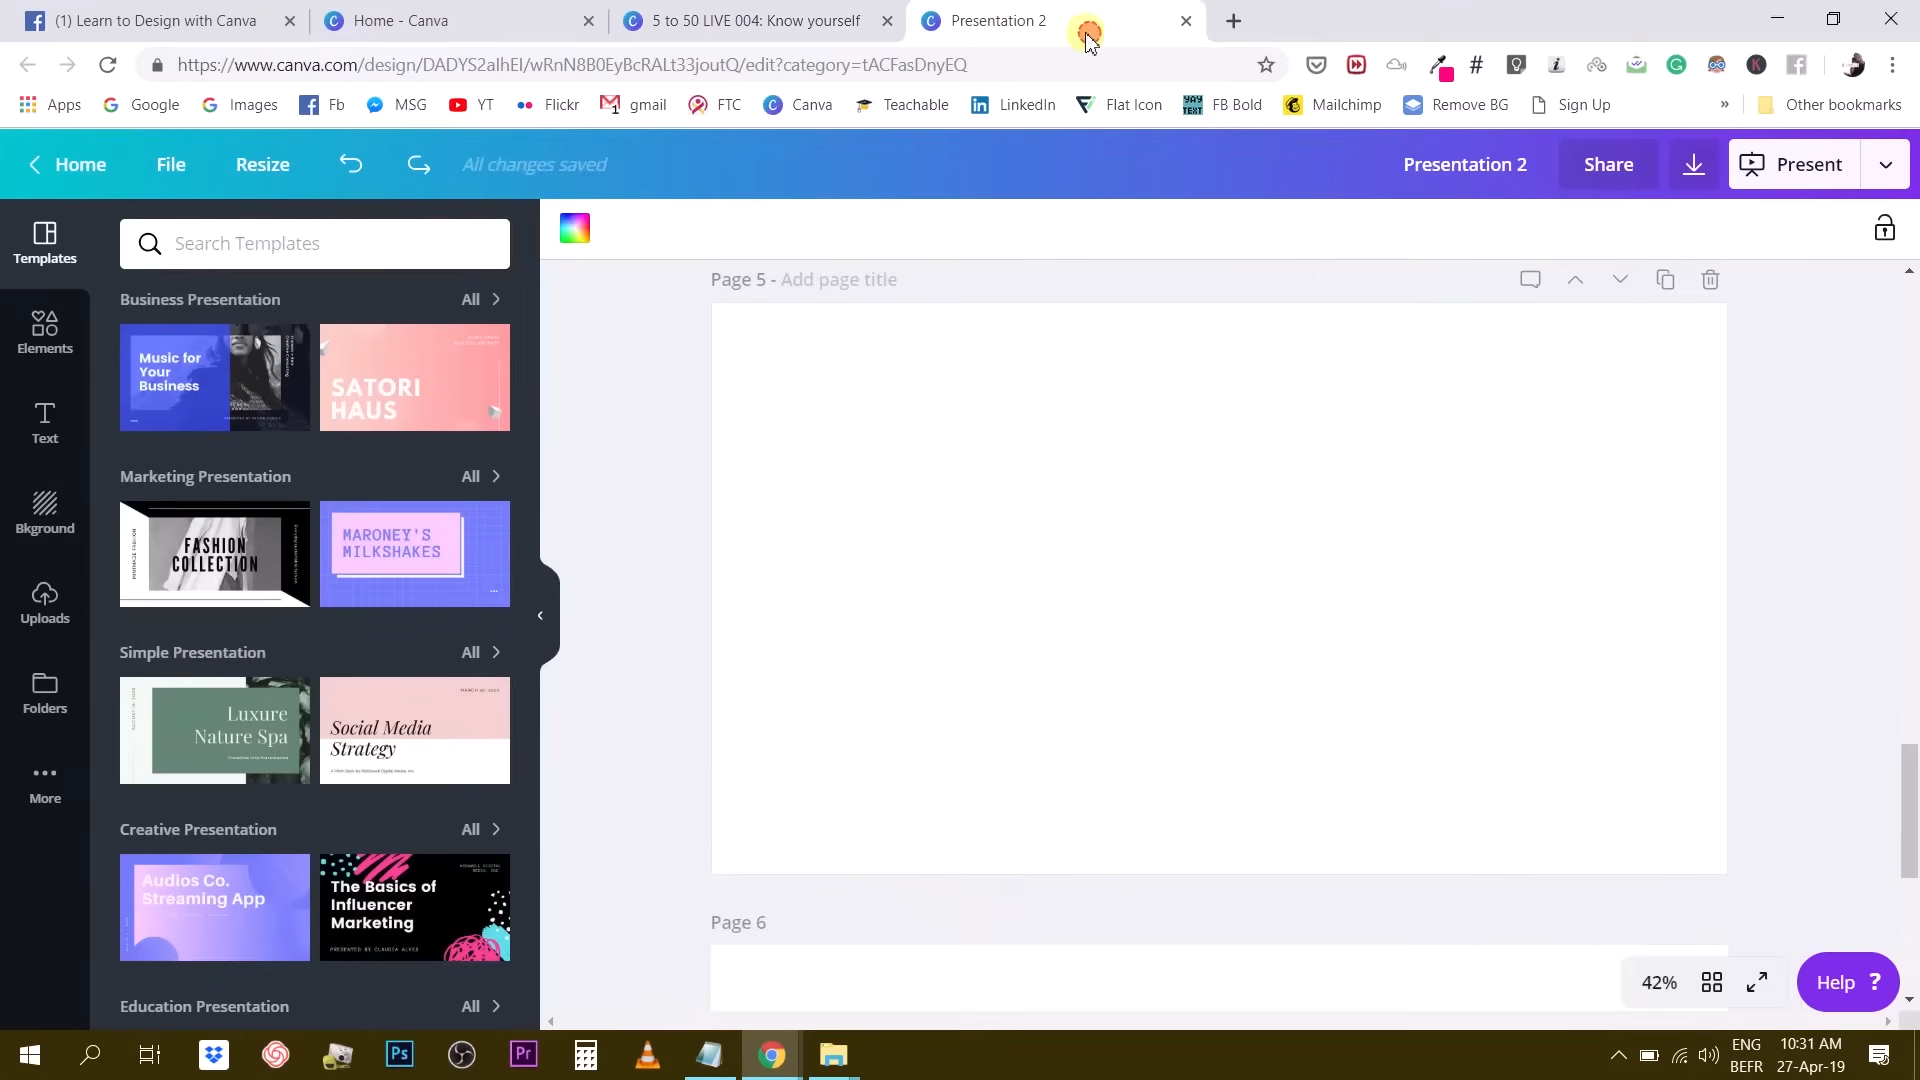 (1) Learn to Design with Canva
Home - Canva
5 to 50 LIVE 004: Know yourself
Presentation 2
https://www.canva.com/design/DADYS2alhEI/wRnN8B0EyBcRALt33joutQ/edit?category=tACFasDnyEQ
Apps
Google
Images
Fb
MSG
YT
Flickr
gmail
FTC
Canva
Teachable
LinkedIn
Flat Icon
FB Bold
Mailchimp
Remove BG
Sign Up
»
Other bookmarks
Home
File
Resize
All changes saved
Presentation 2
Share
Present
Templates
Elements
Text
Bkground
Uploads
Folders
More
Search Templates
Business Presentation
All
Music for
Your
Business
SATORI
HAUS
Marketing Presentation
All
FASHION
COLLECTION
MARONEY'S
MILKSHAKES
Simple Presentation
All
Luxure
Nature Spa
Social Media
Strategy
Creative Presentation
All
Audios Co.
Streaming App
The Basics of
Influencer
Marketing
PRESENTED BY CLAUDIA ALVES
Education Presentation
All
Page 5 - Add page title
Page 6
42%
Help ?
Ps
Pr
ENG
BEFR
10:31 AM
27-Apr-19